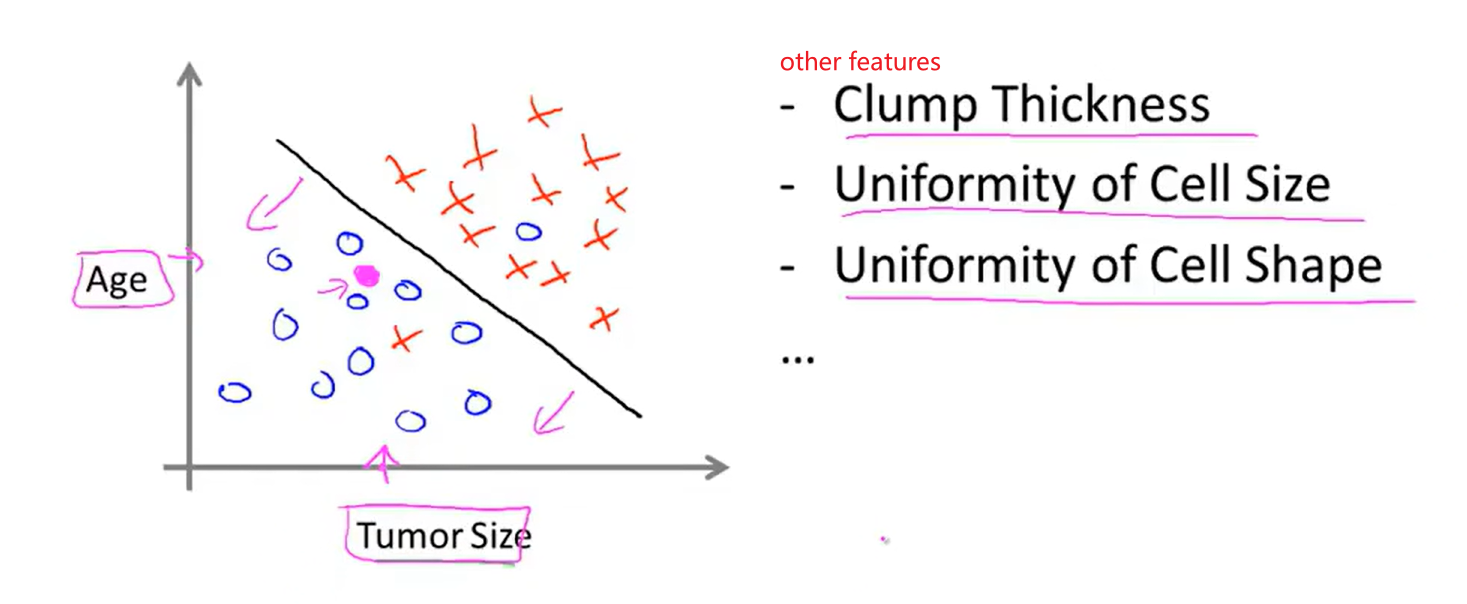 other features
- Clump Thickness
- Uniformity of Cell Size
- Uniformity of Cell Shape
...
Age
Tumor Size